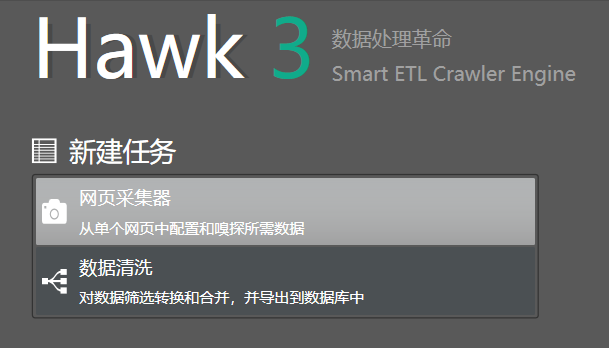 Hawk 3
数据处理革命
Smart ETL Crawler Engine
新建任务
网页采集器
从单个网页中配置和嗅探所需数据
数据清洗
对数据筛选转换和合并，并导出到数据库中